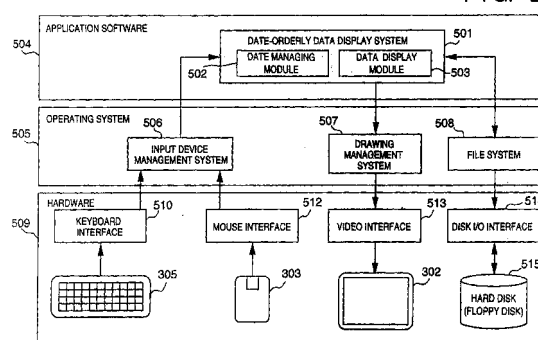 504
APPLICATION SOFTWARE
DATE-ORDERLY DATA DISPLAY SYSTEM
501
502
DATE MANAGING
MODULE
DATA DISPLAY
MODULE
503
505
OPERATING SYSTEM
506
INPUT DEVICE
MANAGEMENT SYSTEM
507
DRAWING
MANAGEMENT
SYSTEM
508
FILE SYSTEM
509
HARDWARE
510
KEYBOARD
INTERFACE
512
MOUSE INTERFACE
513
VIDEO INTERFACE
DISK I/O INTERFACE
305
303
302
515
HARD DISK
(FLOPPY DISK)